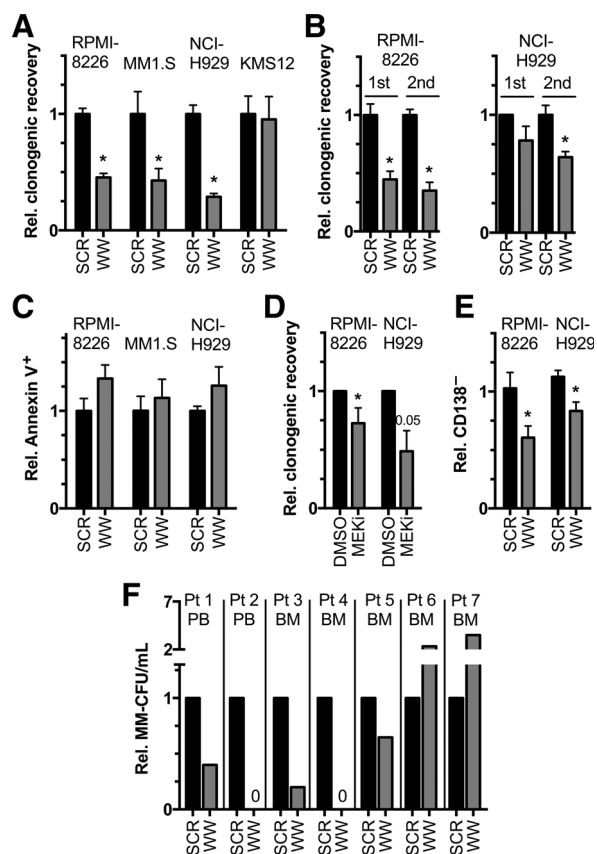 A
RPMI-
8226
MM1.S
NCI-
H929
KMS12
Rel. clonogenic recovery
1
0
*
*
*
SCR
WW
SCR
WW
SCR
WW
SCR
WW
B
RPMI-
8226
1st
2nd
NCI-
H929
1st
2nd
Rel. clonogenic recovery
1
0
*
*
SCR
WW
SCR
WW
1
0
*
SCR
WW
SCR
WW
C
RPMI-
8226
MM1.S
NCI-
H929
Rel. Annexin V+
1
0
SCR
WW
SCR
WW
SCR
WW
D
RPMI-
8226
NCI-
H929
Rel. clonogenic recovery
1
0
*
0.05
DMSO
MEKi
DMSO
MEKi
E
RPMI-
8226
NCI-
H929
Rel. CD138–
1
0
*
*
SCR
WW
SCR
WW
F
Pt 1
PB
Pt 2
PB
Pt 3
BM
Pt 4
BM
Pt 5
BM
Pt 6
BM
Pt 7
BM
Rel. MM-CFU/mL
7
2
1
0
0
0
SCR
WW
SCR
WW
SCR
WW
SCR
WW
SCR
WW
SCR
WW
SCR
WW